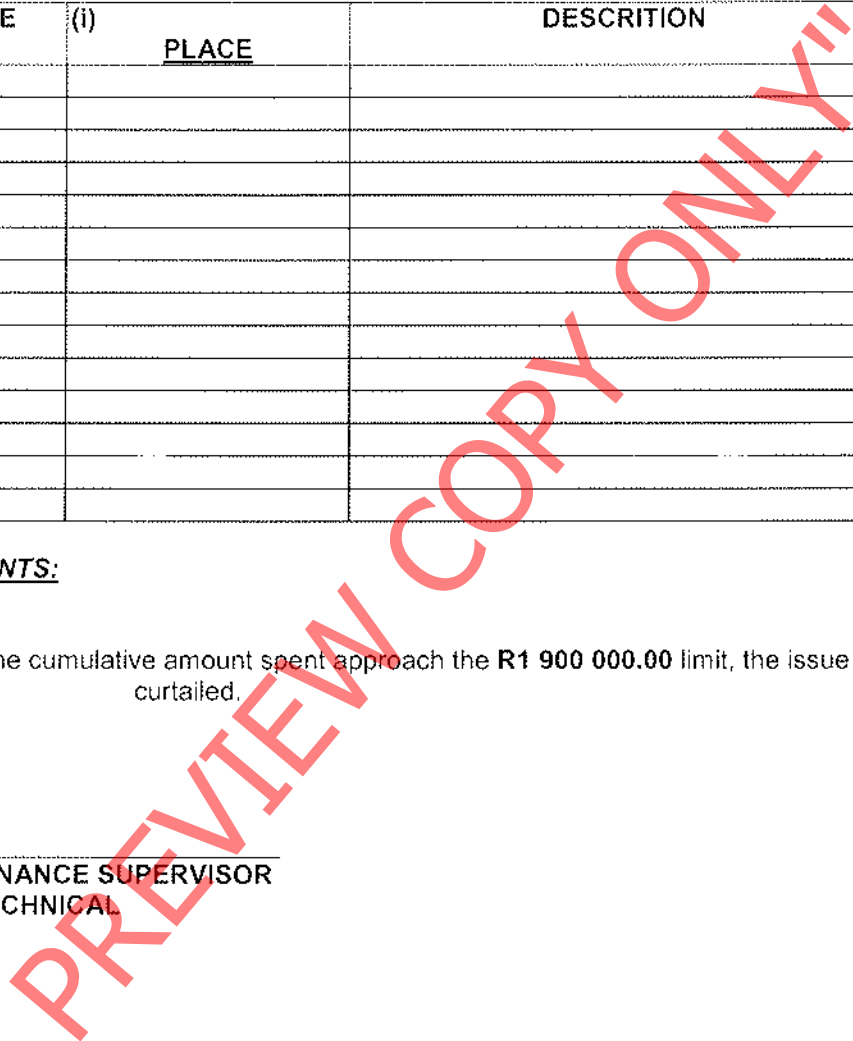 E (i) DESCRITION
PLACE
NTS:
he cumulative amount spent approach the R1 900 000.00 limit, the issue
curtailed.
NANCE SUPERVISOR
CHNICAL
PREVIEW COPY ONLY"